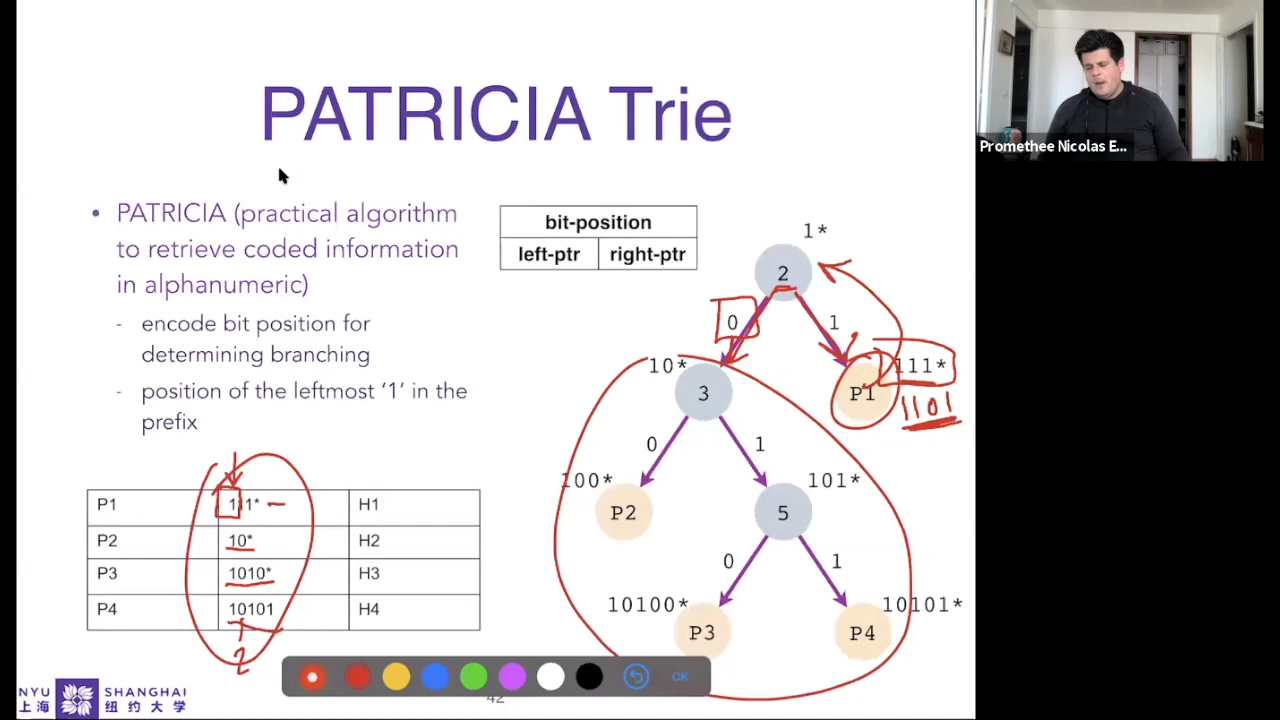 PATRICIA Trie
Promethee Nicolas E...
• PATRICIA (practical algorithm
to retrieve coded information
in alphanumeric)
- encode bit position for
determining branching
- position of the leftmost '1' in the
prefix
bit-position
left-ptr right-ptr
1*
2
0 1
10* 111*
3 P1
1101
0 1
100* 101*
P2 5
0 1
10100* 10101*
P3 P4
P1 111* H1
P2 10* H2
P3 1010* H3
P4 10101 H4
2
OK
42
NYU SHANGHAI
上海 纽约大学